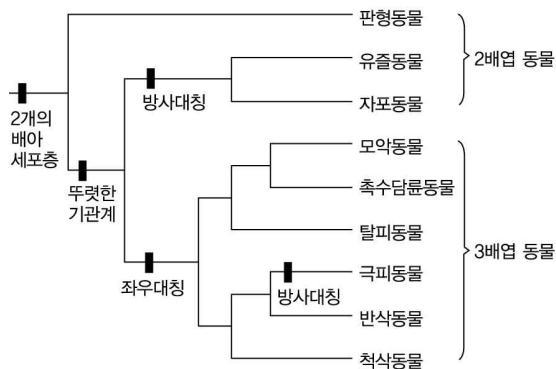 판형동물
유즐동물
2배엽 동물
방사대칭
자포동물
2개의
배아
세포층
모악동물
뚜렷한
기관계
촉수담륜동물
탈피동물
3배엽 동물
좌우대칭
극피동물
방사대칭
반삭동물
척삭동물